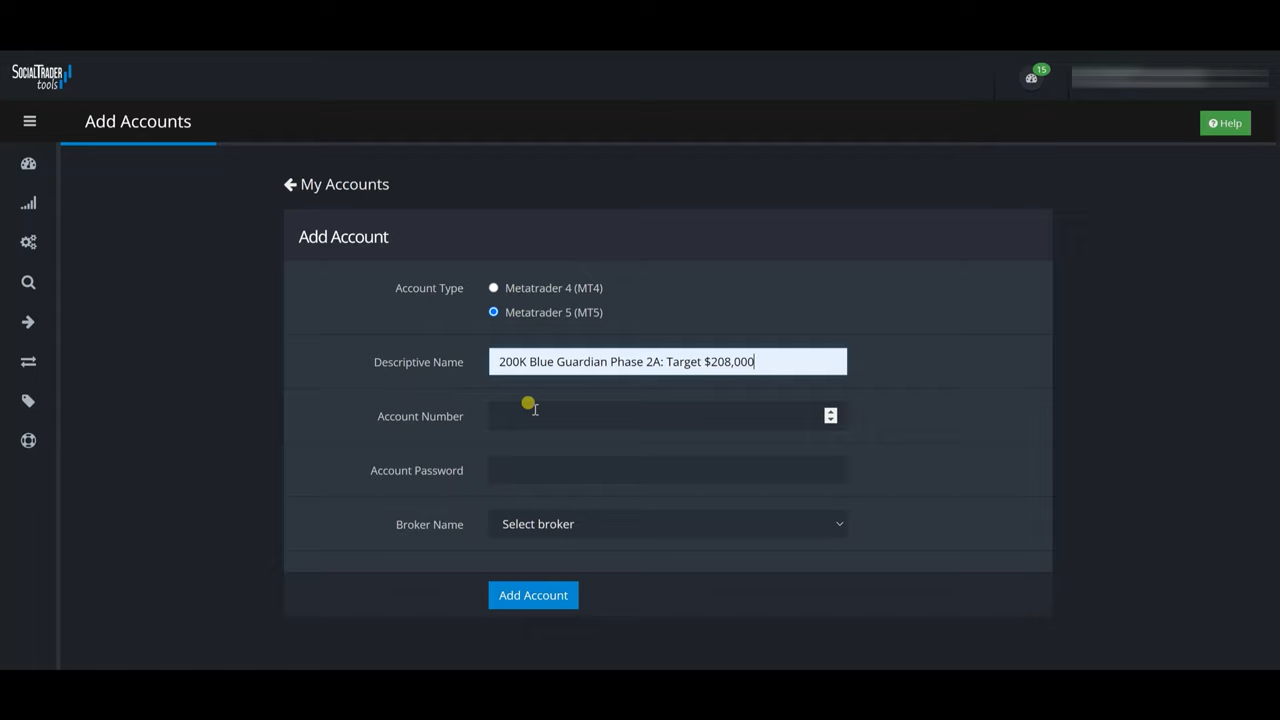 SOCIALTRADER
tools
15
Add Accounts
Help
My Accounts
Add Account
Account Type
Metatrader 4 (MT4)
Metatrader 5 (MT5)
Descriptive Name
200K Blue Guardian Phase 2A: Target $208,000
Account Number
Account Password
Broker Name
Select broker
Add Account